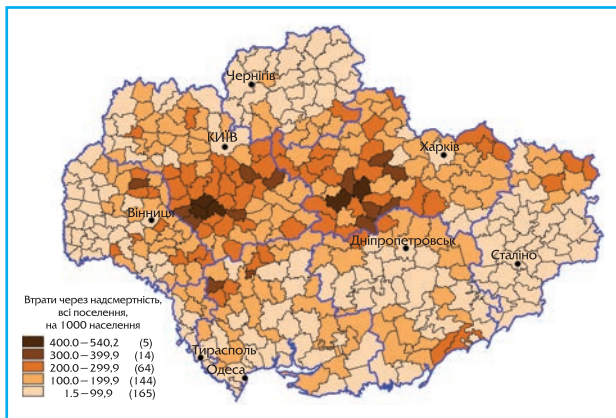 Чернігів
КИЇВ
Харків
Вінниця
Дніпропетровськ
Сталіно
Втрати через надсмертність,
всі поселення,
на 1000 населення
400.0–540,2 (5)
300.0–399,9 (14)
200.0–299,9 (64)
100.0–199,9 (144)
1.5–99,9 (165)
Тирасполь
Одеса